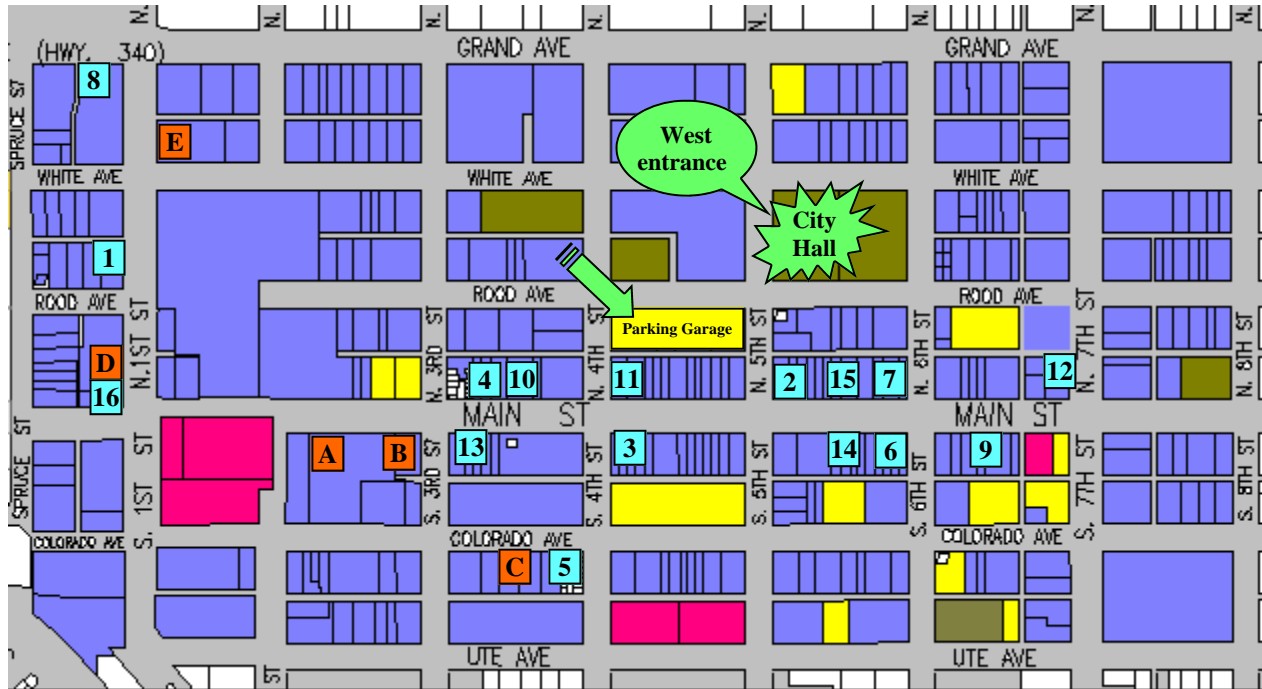 N.
N.
N.
N.
N.
N.
N.
N.
(HWY. 340)
GRAND AVE
GRAND AVE
SPRUCE ST
8
E
West
entrance
WHITE AVE
WHITE AVE
WHITE AVE
City
Hall
1
ROOD AVE
ROOD AVE
ROOD AVE
N. 1ST ST
N. 3RD ST
N. 4TH ST
Parking Garage
N. 5TH ST
N. 6TH ST
N. 7TH ST
N. 8TH ST
D
16
4
10
11
2
15
7
12
MAIN ST
MAIN ST
SPRUCE ST
S. 1ST ST
A
B
S. 3RD ST
13
S. 4TH ST
3
S. 5TH ST
14
6
S. 6TH ST
9
S. 7TH ST
S. 8TH ST
COLORADO AVE
COLORADO AVE
COLORADO AVE
C
5
UTE AVE
UTE AVE
ST